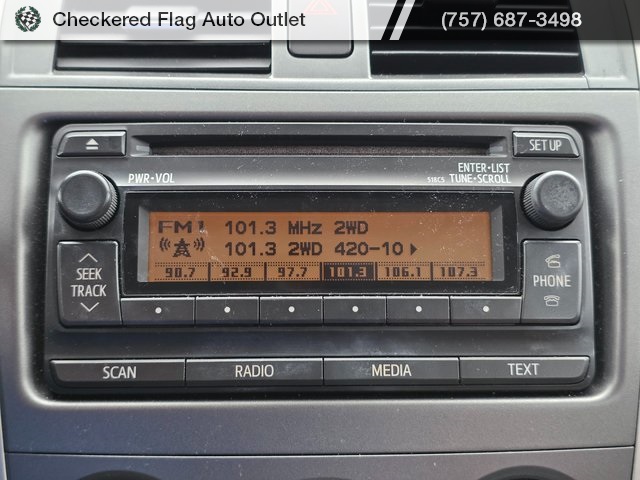 Checkered Flag Auto Outlet
(757) 687-3498
SET UP
PWR•VOL
ENTER•LIST
518C5 TUNE•SCROLL
FM1 101.3 MHz 2WD
101.3 2WD 420-10
90.7 92.9 97.7 101.3 106.1 107.3
SEEK
TRACK
PHONE
SCAN RADIO MEDIA TEXT